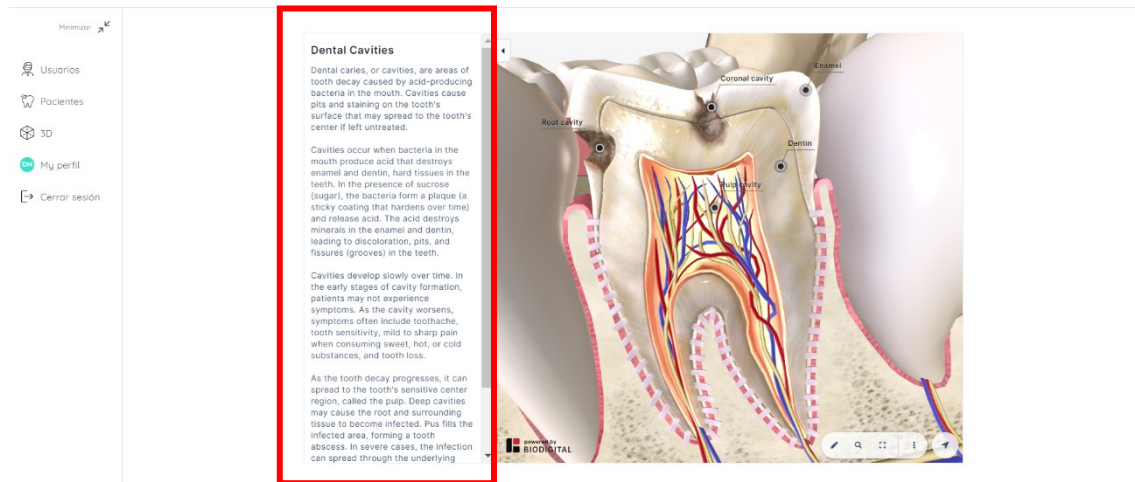 Minimizar
Usuarios
Pacientes
3D
DM My perfil
Cerrar sesión
Dental Cavities
Dental caries, or cavities, are areas of
tooth decay caused by acid-producing
bacteria in the mouth. Cavities cause
pits and staining on the tooth's
surface that may spread to the tooth's
center if left untreated.
Cavities occur when bacteria in the
mouth produce acid that destroys
enamel and dentin, hard tissues in the
teeth. In the presence of sucrose
(sugar), the bacteria form a plaque (a
sticky coating that hardens over time)
and release acid. The acid destroys
minerals in the enamel and dentin,
leading to discoloration, pits, and
fissures (grooves) in the teeth.
Cavities develop slowly over time. In
the early stages of cavity formation,
patients may not experience
symptoms. As the cavity worsens,
symptoms often include toothache,
tooth sensitivity, mild to sharp pain
when consuming sweet, hot, or cold
substances, and tooth loss.
As the tooth decay progresses, it can
spread to the tooth's sensitive center
region, called the pulp. Deep cavities
may cause the root and surrounding
tissue to become infected. Pus fills the
infected area, forming a tooth
abscess. In severe cases, the infection
can spread through the underlying
Enamel
Coronal cavity
Root cavity
Dentin
Pulp cavity
powered by
BIODIGITAL